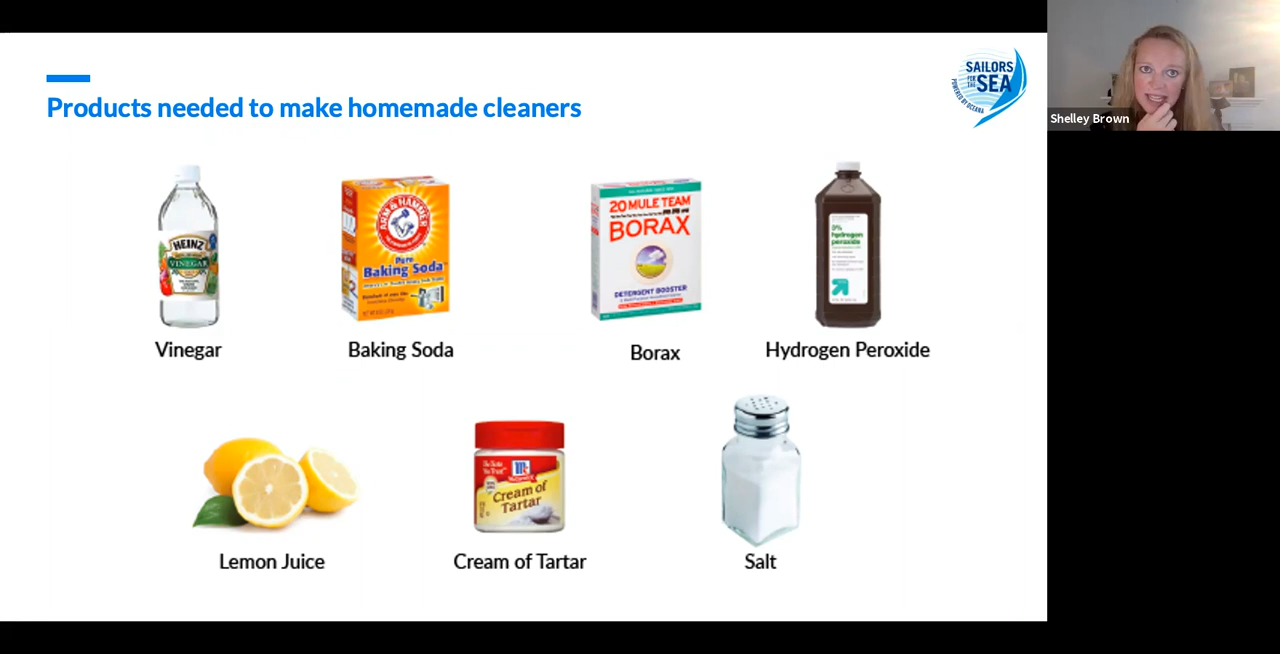 Products needed to make homemade cleaners
SAILORS
FOR THE
SEA
POWERED BY OCEANA
Shelley Brown
HEINZ
VINEGAR
ARM & HAMMER
Pure
Baking Soda
20 MULE TEAM
BORAX
DETERGENT BOOSTER
3%
hydrogen
peroxide
Vinegar
Baking Soda
Borax
Hydrogen Peroxide
McCormick
Cream of
Tartar
Lemon Juice
Cream of Tartar
Salt